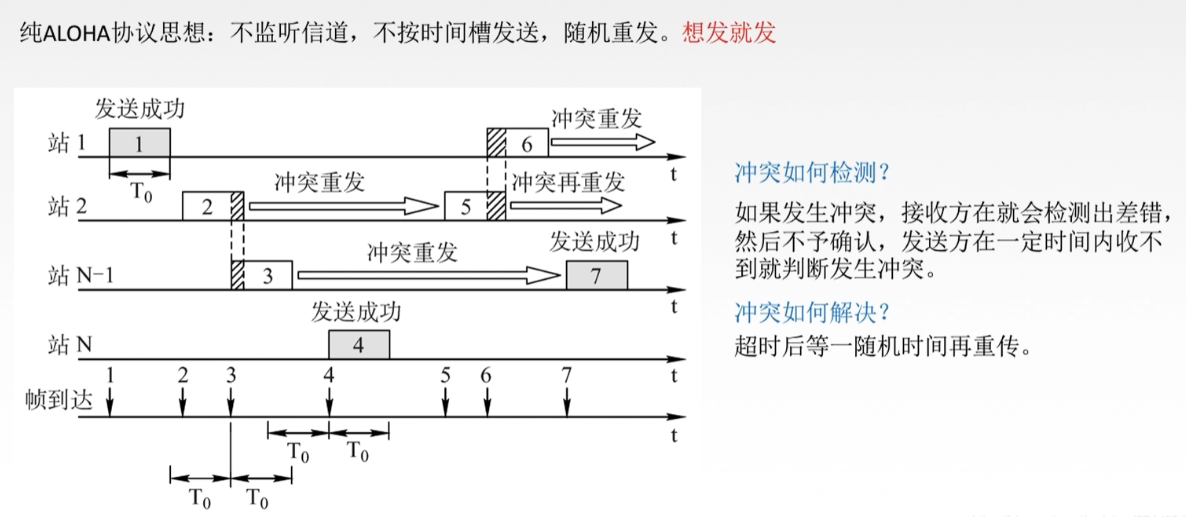 纯ALOHA协议思想：不监听信道，不按时间槽发送，随机重发。想发就发
发送成功
站 1
1
6
冲突重发
t
T0
站 2
2
冲突重发
5
冲突再重发
t
站 N-1
3
冲突重发
发送成功
7
t
发送成功
站 N
4
t
帧到达
1
2
3
4
5
6
7
t
T0
T0
T0
T0
冲突如何检测？
如果发生冲突，接收方在就会检测出差错，
然后不予确认，发送方在一定时间内收不
到就判断发生冲突。
冲突如何解决？
超时后等一随机时间再重传。